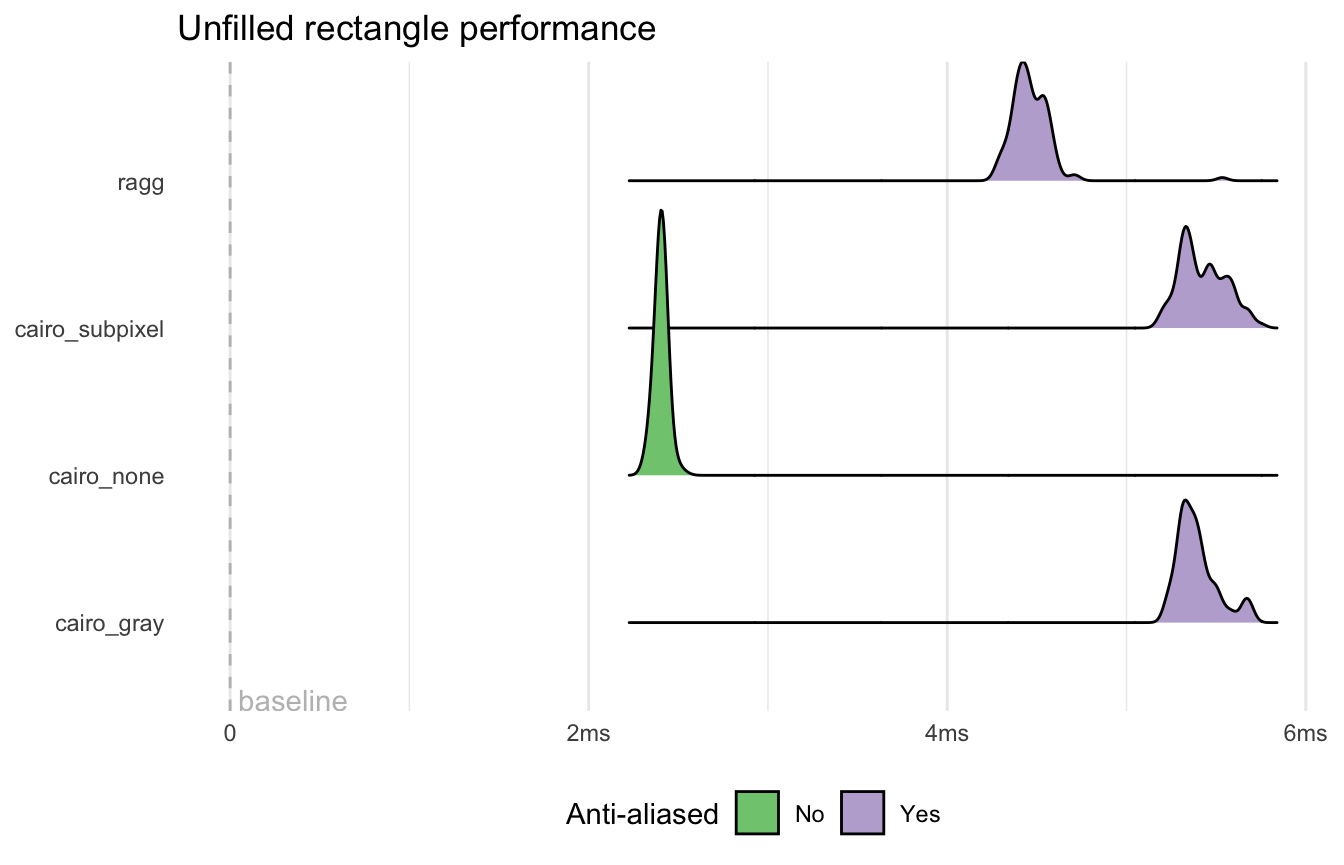 Unfilled rectangle performance
ragg
cairo_subpixel
cairo_none
cairo_gray
baseline
0 2ms 4ms 6ms
Anti-aliased No Yes